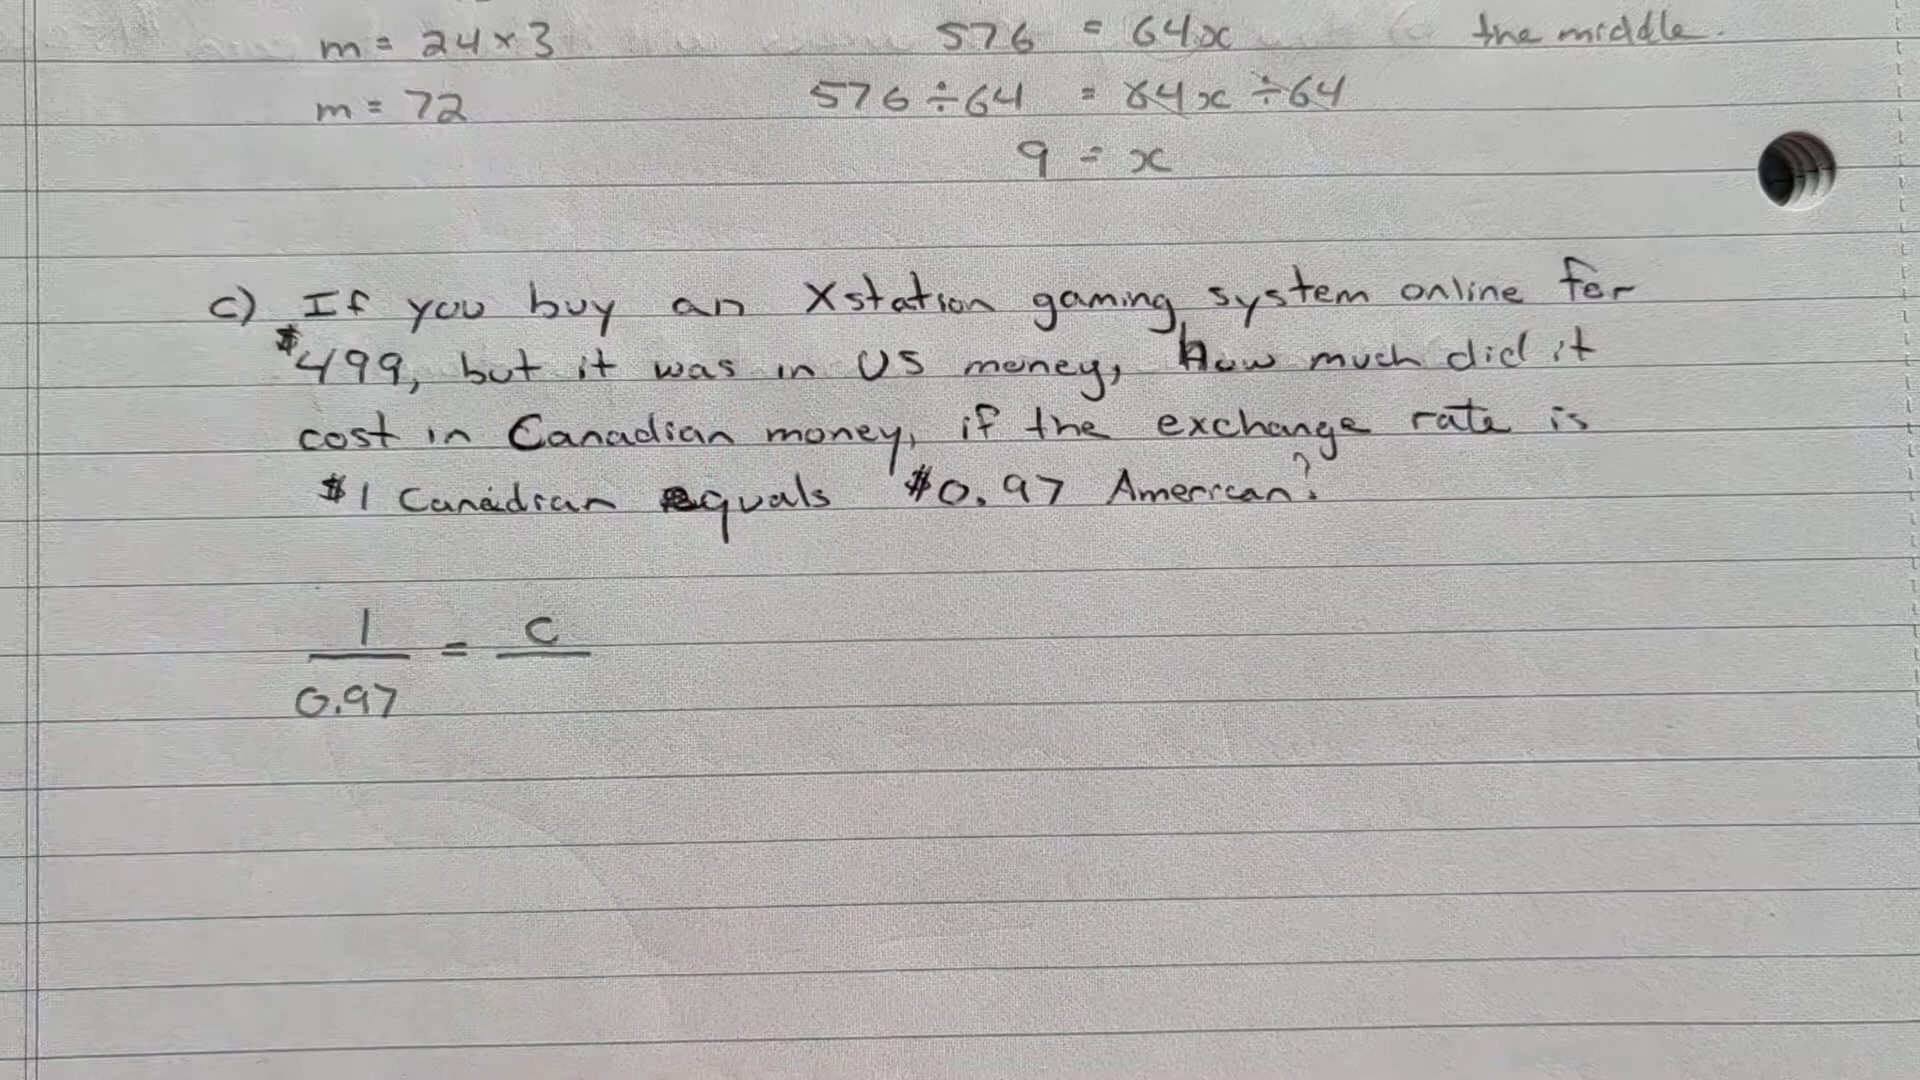 m = 24 x 3
576 = 64x
the middle.
m = 72
576 ÷ 64 = 64x ÷ 64
9 = x
c) If you buy an Xstation gaming system online for
$499, but it was in US money, How much did it
cost in Canadian money, if the exchange rate is
$1 Canadian equals $0.97 American?
1 = c
0.97